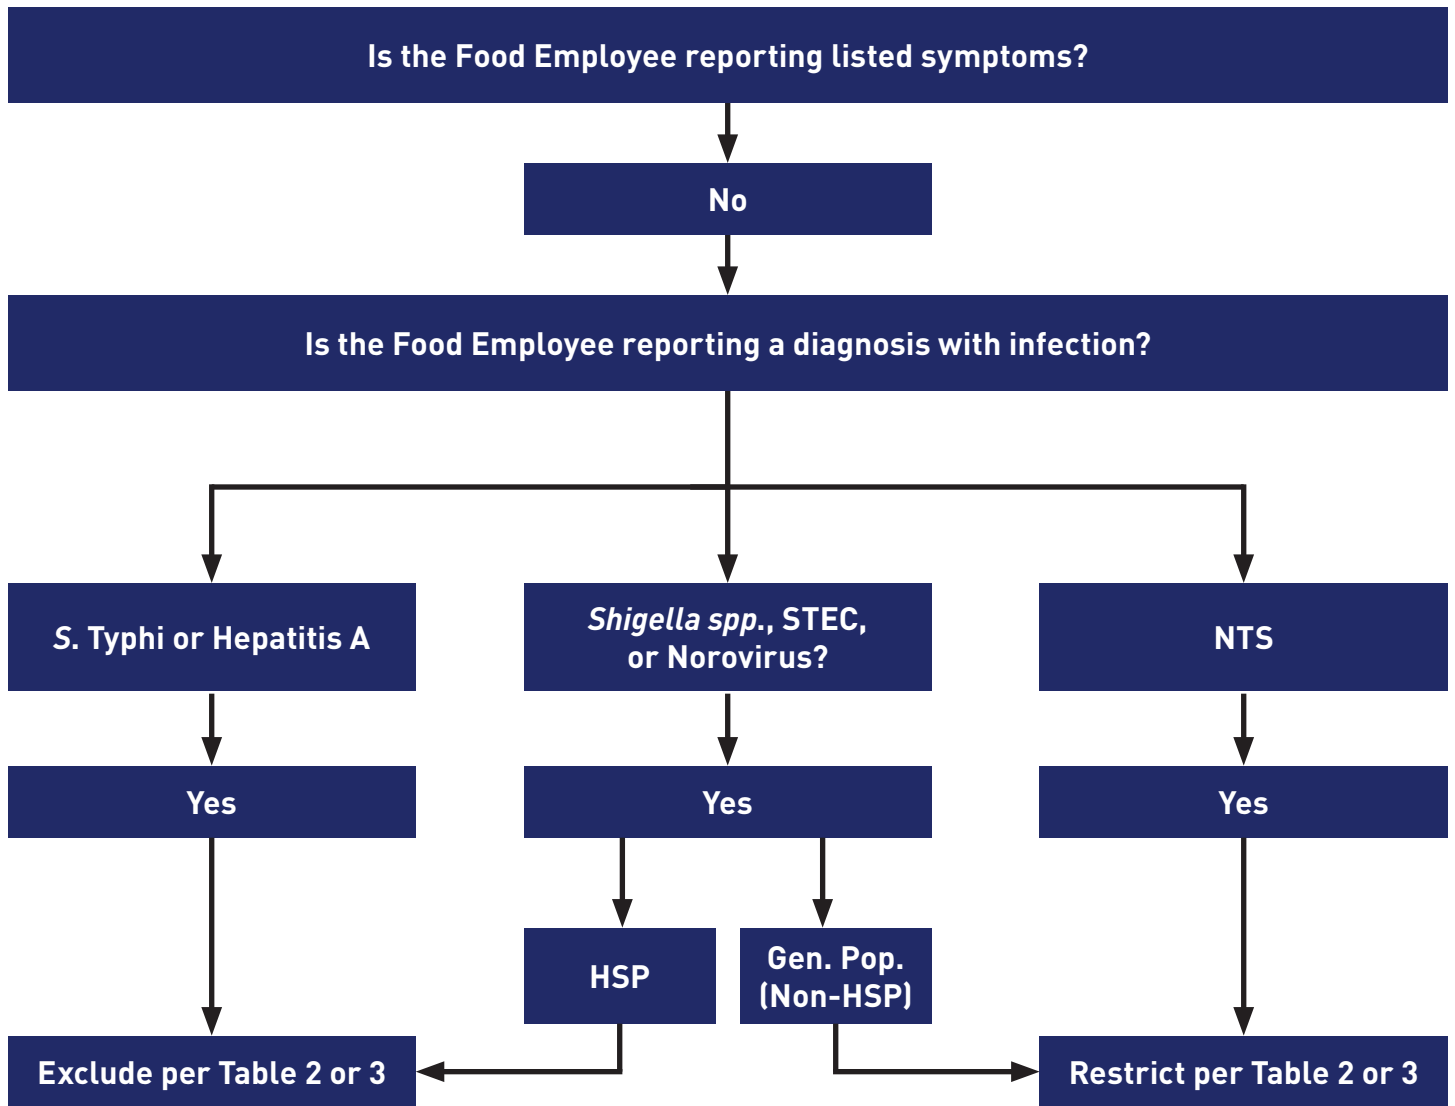 Is the Food Employee reporting listed symptoms?
No
Is the Food Employee reporting a diagnosis with infection?
S. Typhi or Hepatitis A
Shigella spp., STEC,
or Norovirus?
NTS
Yes
Yes
Yes
HSP
Gen. Pop.
(Non-HSP)
Exclude per Table 2 or 3
Restrict per Table 2 or 3